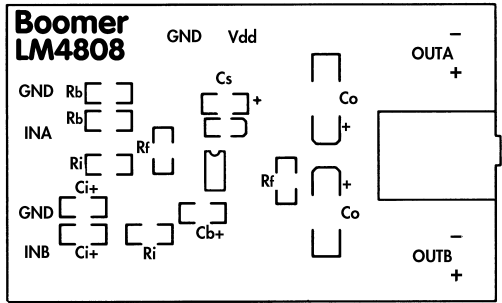 Boomer
LM4808
GND Vdd
OUTA
−
+
Cs
+
GND Rb
Rb
INA
Co
+
Rf
Ri
Ci+
Rf
+
GND
Co
Cb+
INB Ci+ Ri
OUTB
−
+